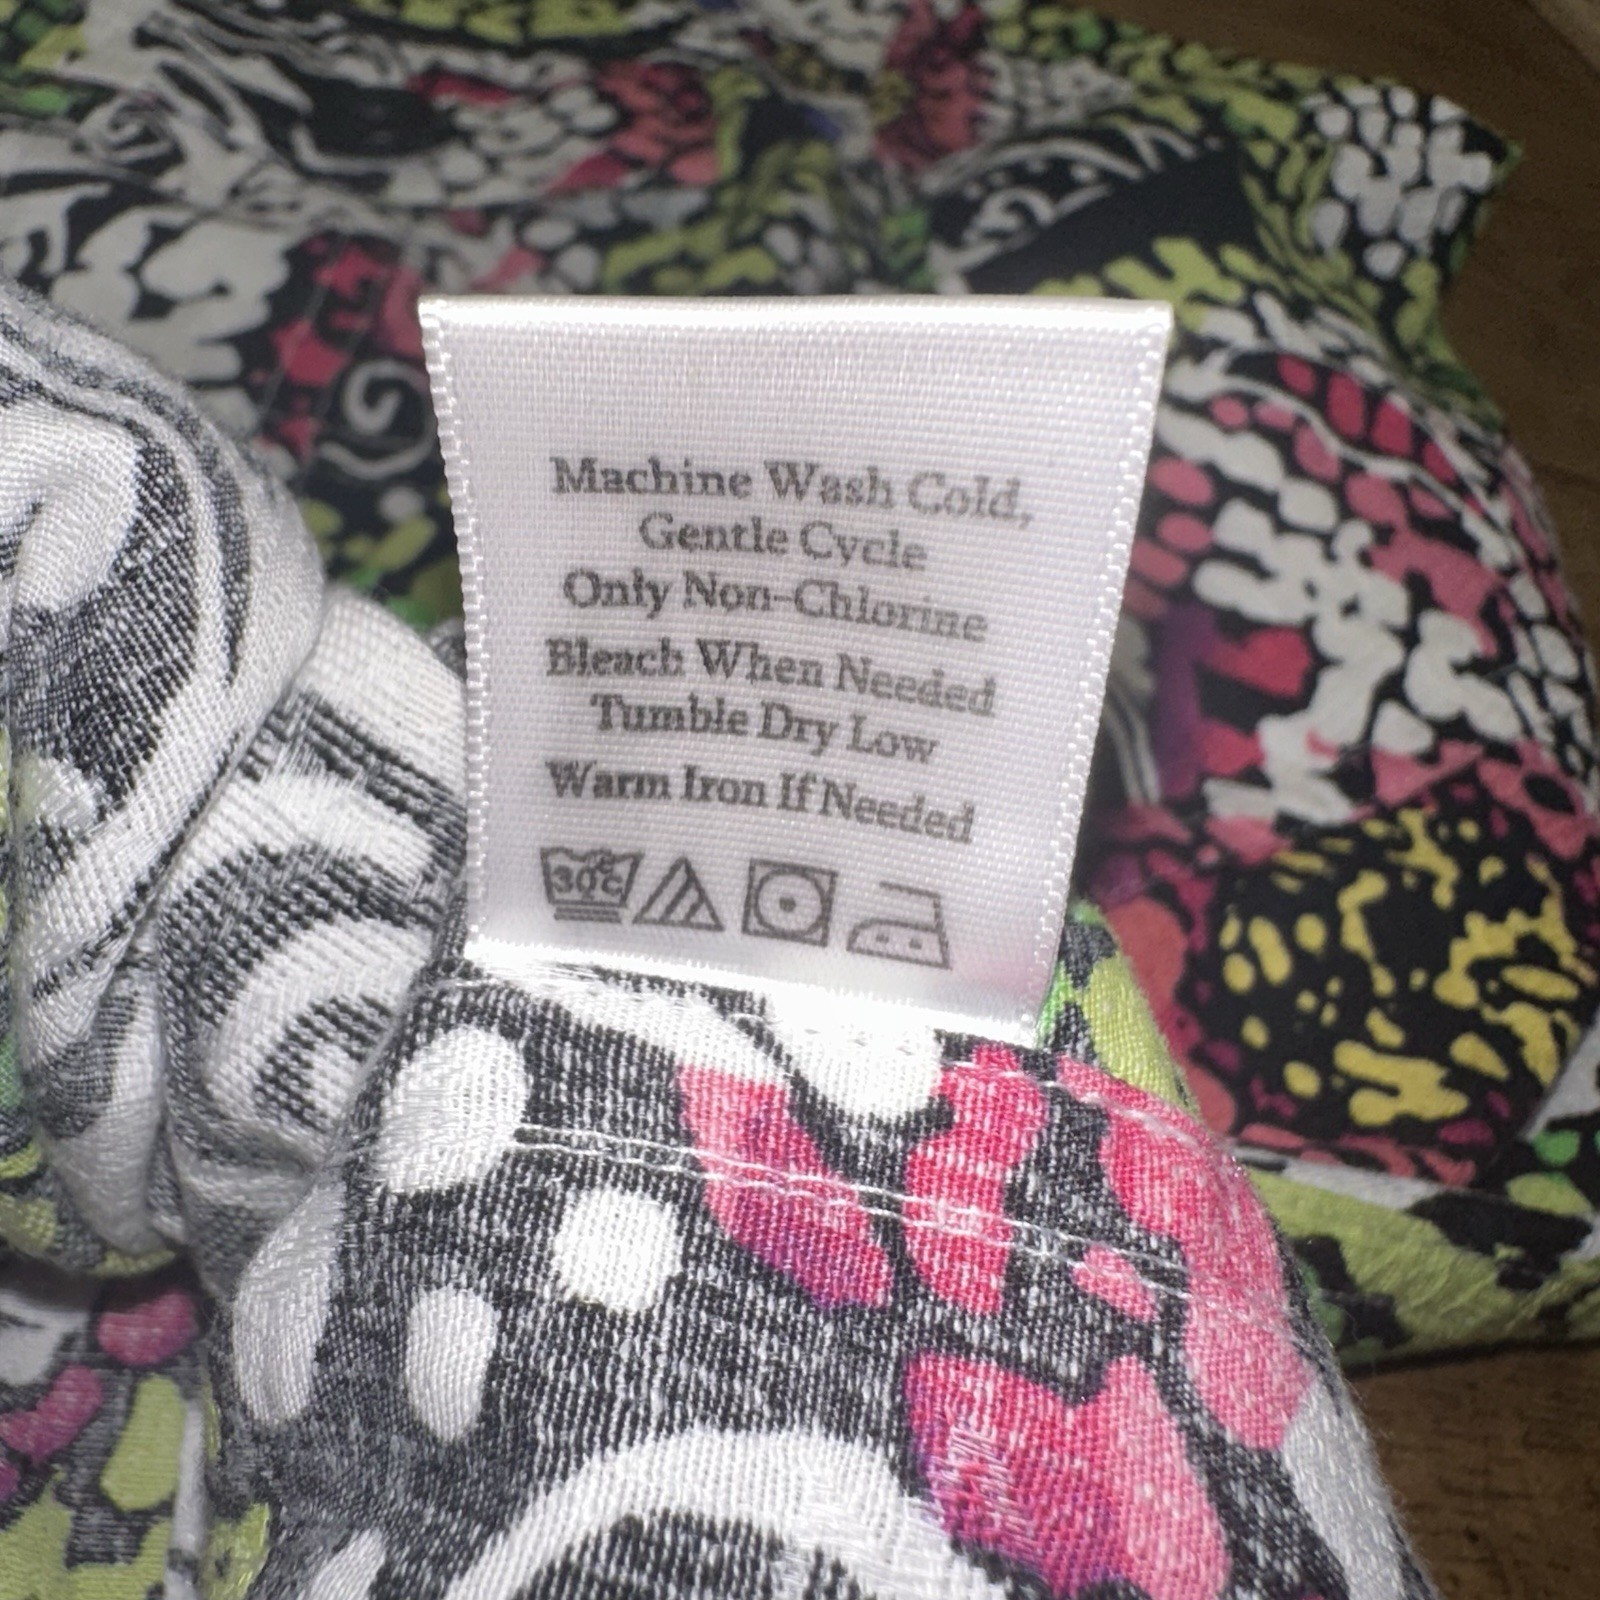 Machine Wash Cold,
Gentle Cycle
Only Non-Chlorine
Bleach When Needed
Tumble Dry Low
Warm Iron If Needed
30°c